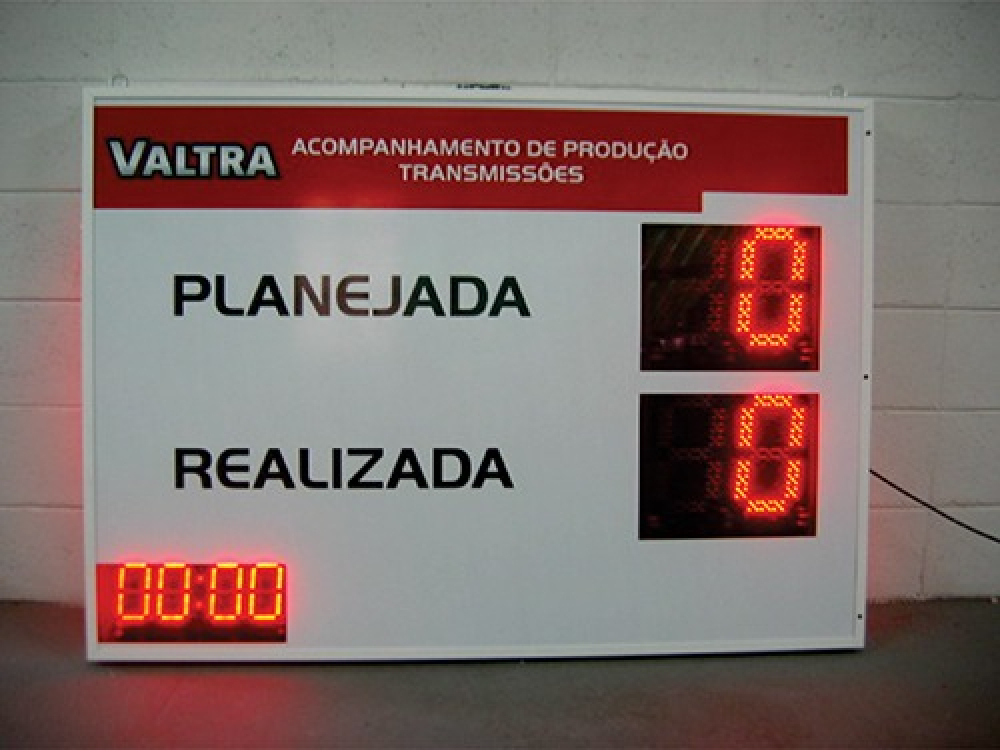 VALTRA
ACOMPANHAMENTO DE PRODUÇÃO
TRANSMISSÕES
PLANEJADA 0
REALIZADA 0
00:00